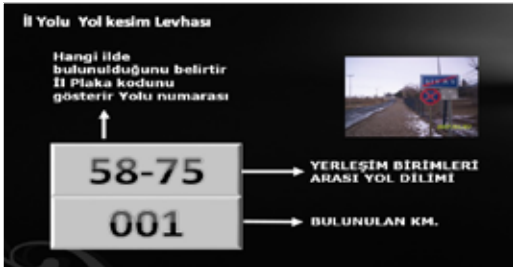 İl Yolu Yol kesim Levhası
Hangi ilde
bulunulduğunu belirtir
İl Plaka kodunu
gösterir Yolu numarası
58-75
YERLEŞİM BİRİMLERİ
ARASI YOL DİLİMİ
001
BULUNULAN KM.